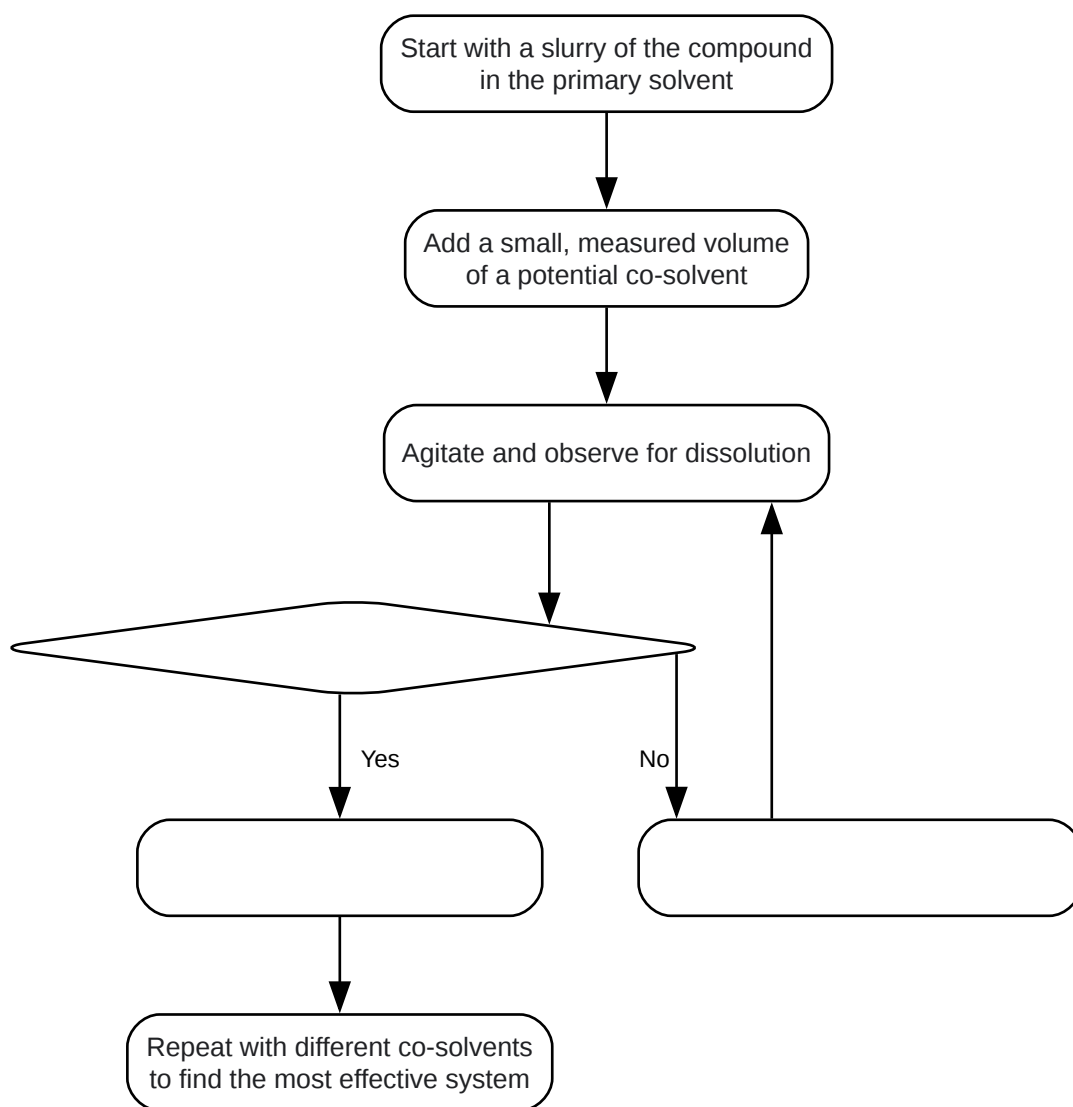 Start with a slurry of the compound
in the primary solvent
Add a small, measured volume
of a potential co-solvent
Agitate and observe for dissolution
Yes
No
Repeat with different co-solvents
to find the most effective system